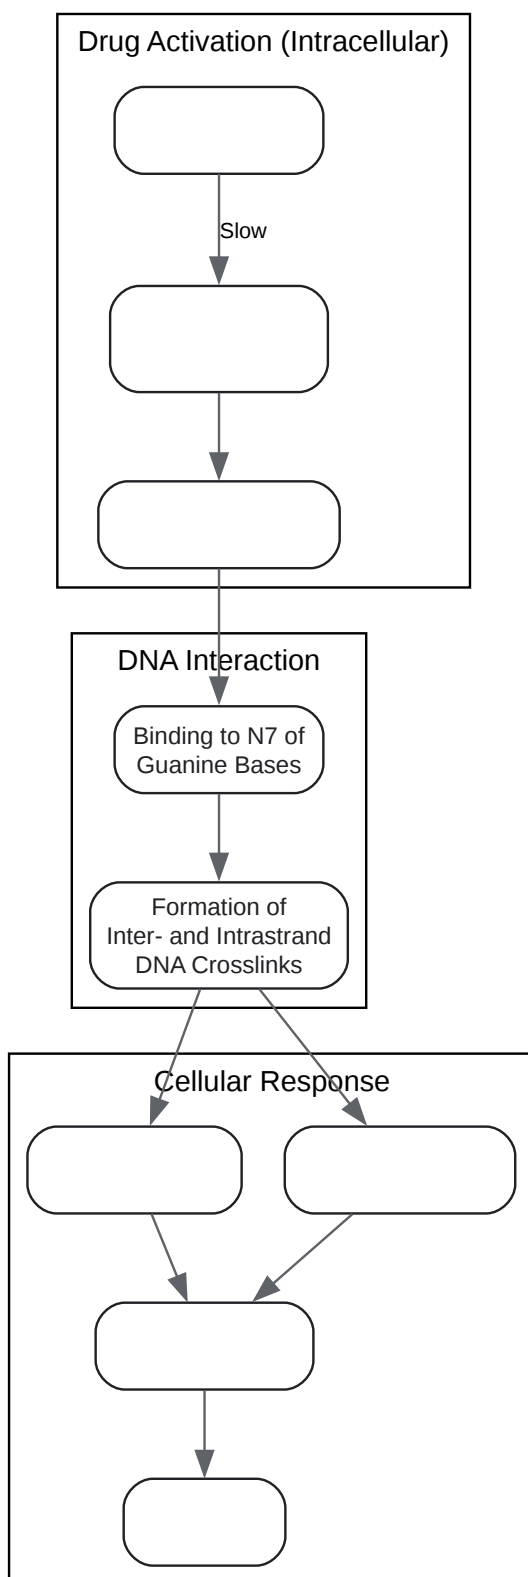 Drug Activation (Intracellular)
Slow
DNA Interaction
Binding to N7 of
Guanine Bases
Formation of
Inter- and Intrastrand
DNA Crosslinks
Cellular Response